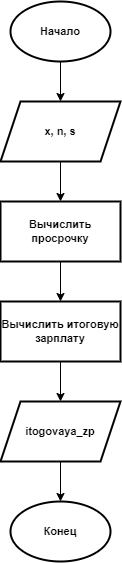 Начало
x, n, s
Вычислить
просрочку
Вычислить итоговую
зарплату
itogovaya_zp
Конец